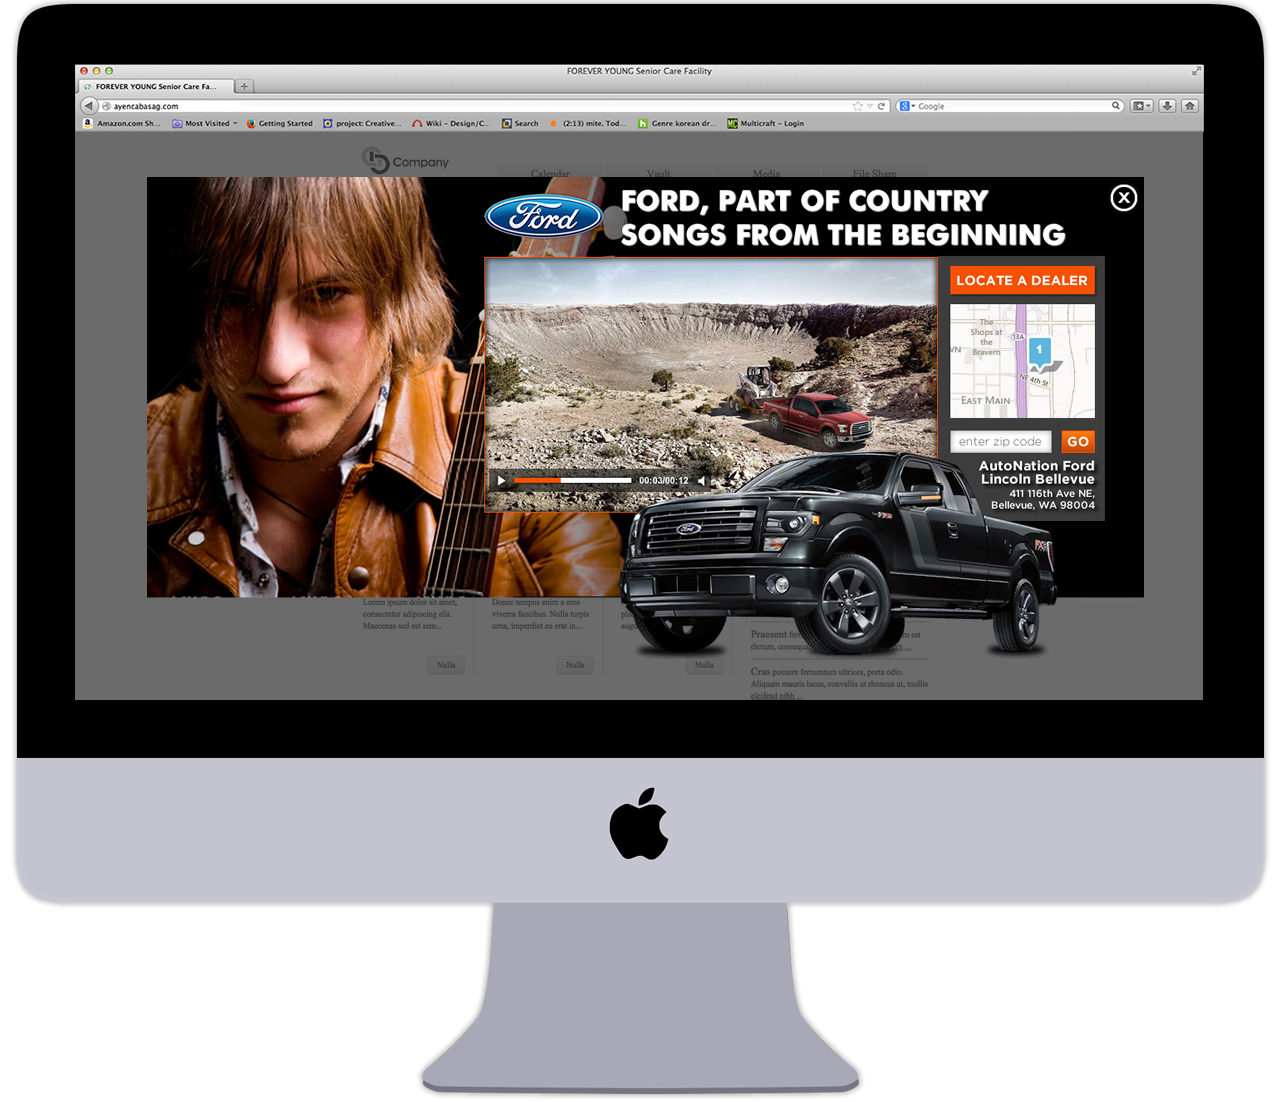 FOREVER YOUNG Senior Care Facility
FOREVER YOUNG Senior Care Fa...
ayencabasag.com
Google
Amazon.com Sh...
Most Visited
Getting Started
project: Creative...
Wiki - Design/C...
Search
(2:13) mite. Tod...
Genre korean dr...
Multicraft - Login
Company
Calendar
Vault
Media
File Share
Ford
FORD, PART OF COUNTRY
SONGS FROM THE BEGINNING
X
LOCATE A DEALER
The
Shops at
the
Bravern
13A
1
NE 4th St
EAST MAIN
enter zip code
GO
00:03/00:12
AutoNation Ford
Lincoln Bellevue
411 116th Ave NE,
Bellevue, WA 98004
Ford
FX2
Lorem ipsum dolor sit amet,
consectetur adipiscing elit.
Maecenas sed est sem...
Donec tempus enim a eros
viverra faucibus. Nulla turpis
urna, imperdiet eu erat in...
Nulla
Nulla
Nulla
Praesent
dictum,
Cras posuere fermentum ultrices, porta odio.
Aliquam mauris lacus, convallis ut rhoncus ut, mollis
eleifend nibh ...